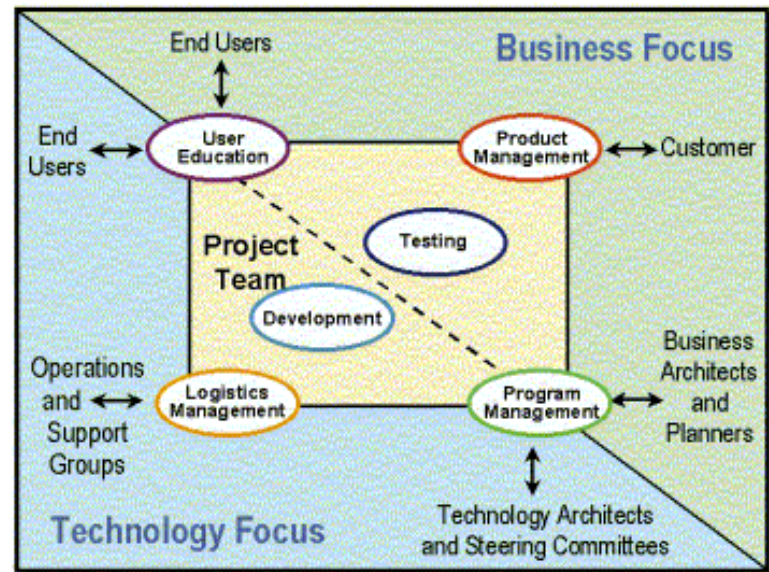 End Users
Business Focus
End
Users
User
Education
Product
Management
Customer
Testing
Project
Team
Development
Operations
and
Support
Groups
Logistics
Management
Program
Management
Business
Architects
and
Planners
Technology Focus
Technology Architects
and Steering Committees